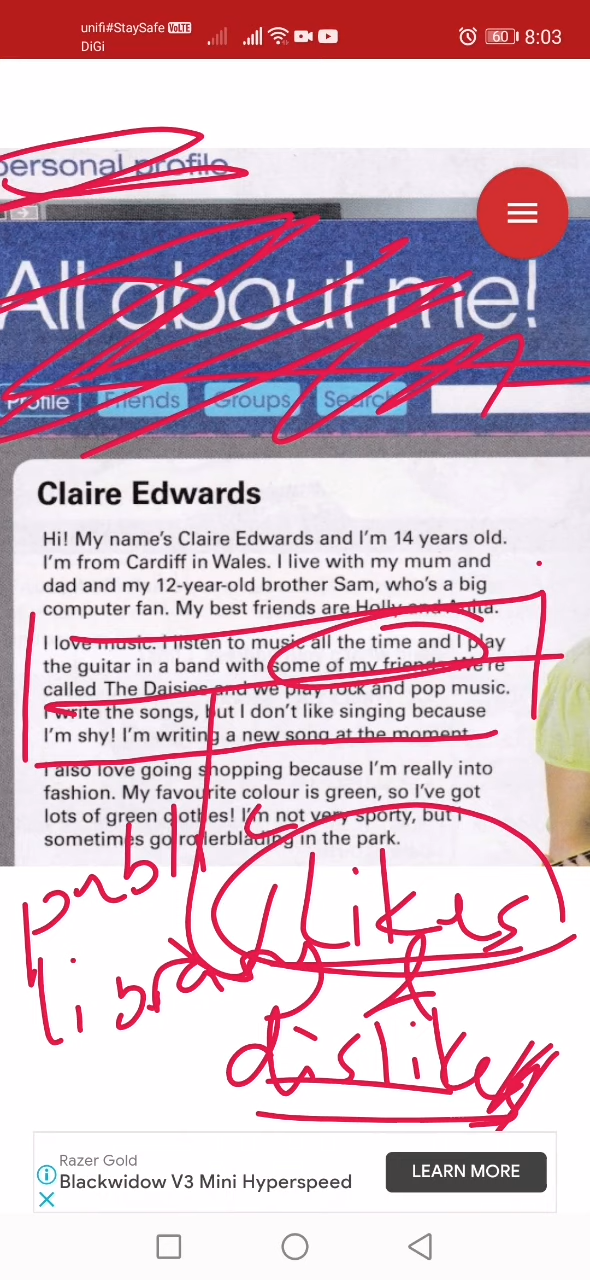 unifi#StaySafe VoLTE
DiGi
60 8:03
personal profile
All about me!
Profile Friends Groups Search
Claire Edwards
Hi! My name's Claire Edwards and I'm 14 years old.
I'm from Cardiff in Wales. I live with my mum and
dad and my 12-year-old brother Sam, who's a big
computer fan. My best friends are Holly and Anita.
I love music. I listen to music all the time and I play
the guitar in a band with some of my friends. We're
called The Daisies and we play rock and pop music.
I write the songs, but I don't like singing because
I'm shy! I'm writing a new song at the moment.
I also love going shopping because I'm really into
fashion. My favourite colour is green, so I've got
lots of green clothes! I'm not very sporty, but I
sometimes go rollerblading in the park.
Likes
library
&
dislikes
Razer Gold
Blackwidow V3 Mini Hyperspeed
LEARN MORE